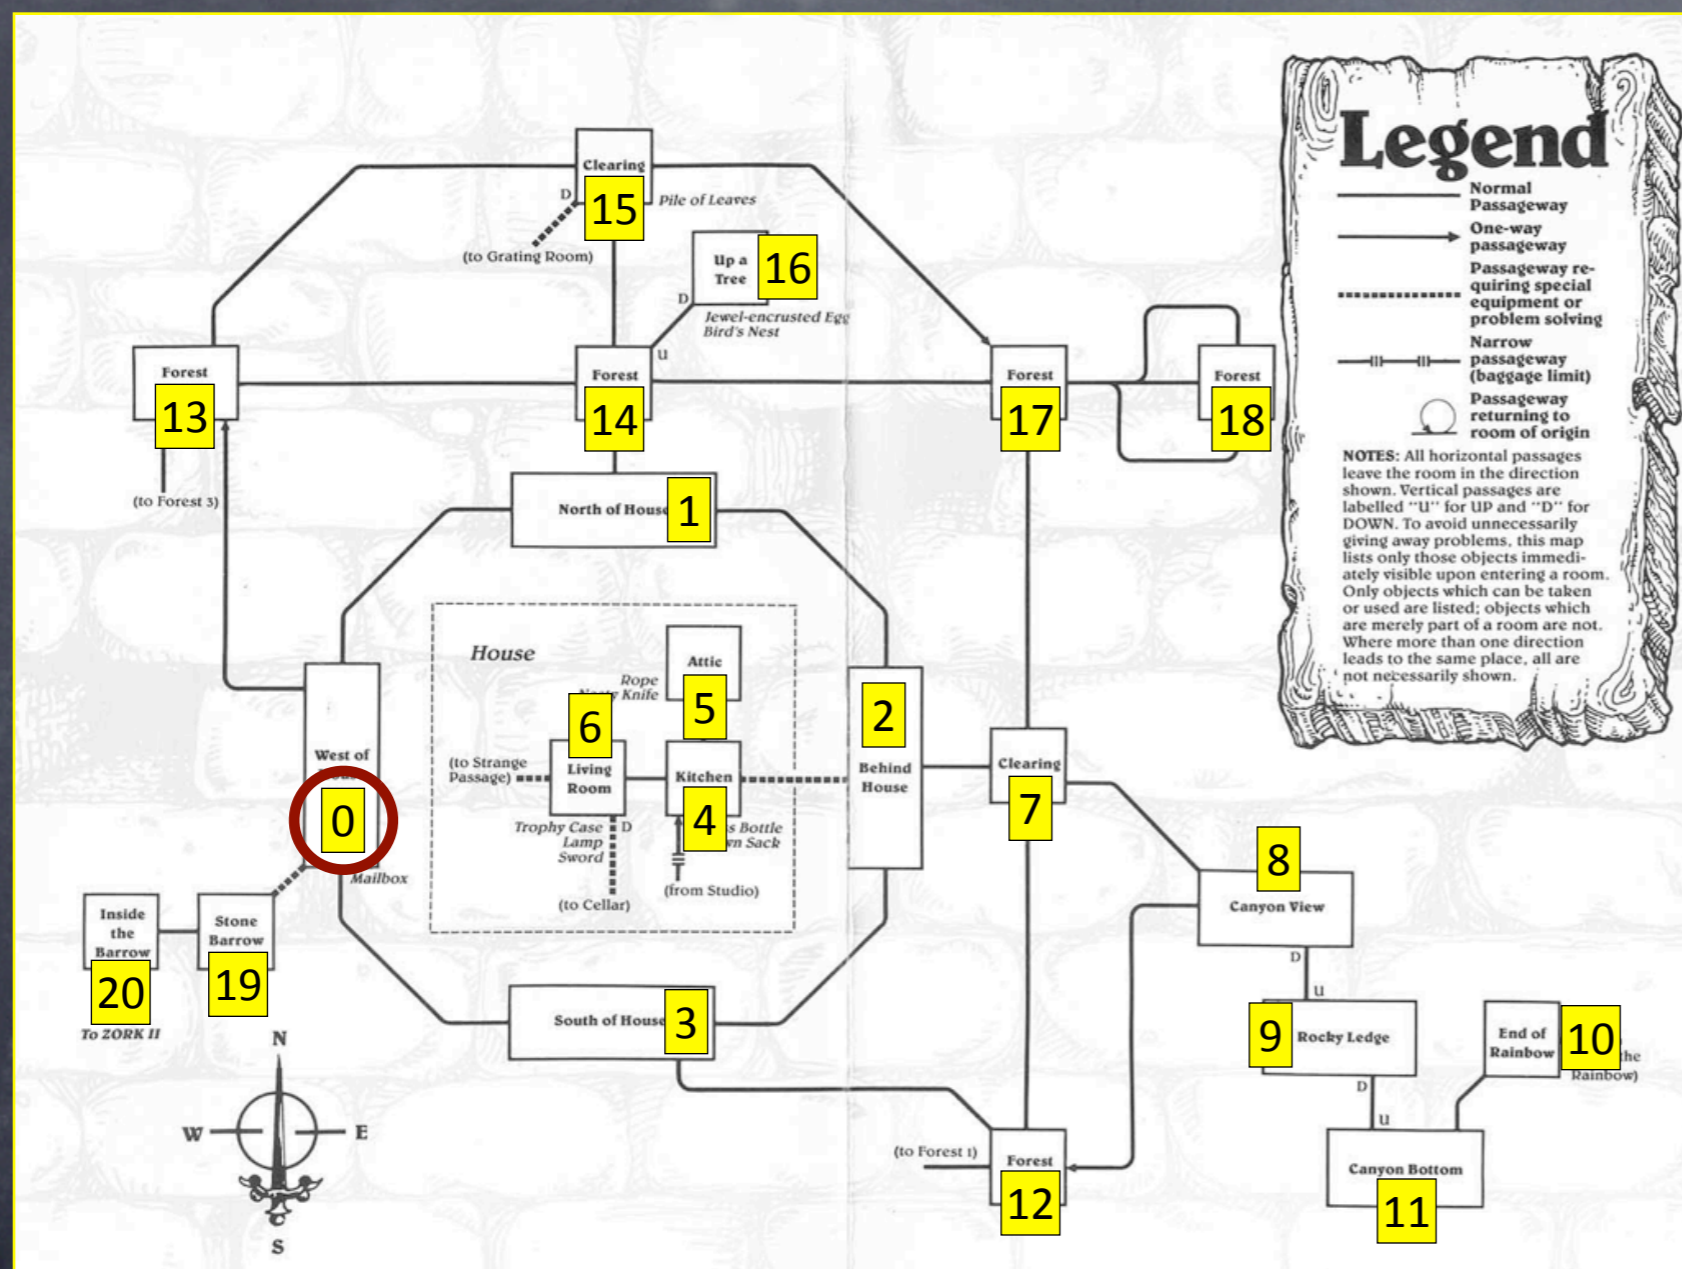 Clearing
15
D
Pile of Leaves
(to Grating Room)
Up a
Tree
16
D
Jewel-encrusted Egg
Bird's Nest
U
Forest
13
(to Forest 3)
Forest
14
Forest
17
Forest
18
North of House
1
House
Attic
5
Rope
Knife
6
Living
Room
(to Strange
Passage)
Kitchen
4
Trophy Case
Lamp
Sword
D
Bottle
Sack
(to Cellar)
(from Studio)
2
Behind
House
Clearing
7
West of
0
Mailbox
Inside
the
Barrow
20
To ZORK II
Stone
Barrow
19
South of House
3
8
Canyon View
D
U
9
Rocky Ledge
D
U
End of
Rainbow
10
the
Rainbow)
Canyon Bottom
11
(to Forest 1)
Forest
12
N
W
E
S
Legend
Normal
Passageway
One-way
passageway
Passageway re-
quiring special
equipment or
problem solving
Narrow
passageway
(baggage limit)
Passageway
returning to
room of origin
NOTES: All horizontal passages
leave the room in the direction
shown. Vertical passages are
labelled "U" for UP and "D" for
DOWN. To avoid unnecessarily
giving away problems, this map
lists only those objects immedi-
ately visible upon entering a room.
Only objects which can be taken
or used are listed; objects which
are merely part of a room are not.
Where more than one direction
leads to the same place, all are
not necessarily shown.